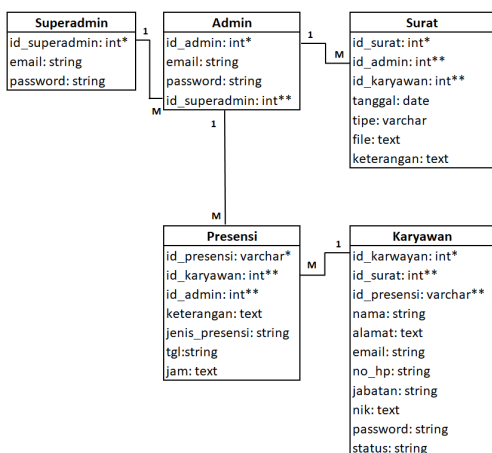 Superadmin
id_superadmin: int*
email: string
password: string
1
M
Admin
id_admin: int*
email: string
password: string
id_superadmin: int**
1
M
Surat
id_surat: int*
id_admin: int**
id_karyawan: int**
tanggal: date
tipe: varchar
file: text
keterangan: text
1
M
Presensi
id_presensi: varchar*
id_karyawan: int**
id_admin: int**
keterangan: text
jenis_presensi: string
tgl:string
jam: text
M
1
Karyawan
id_karwayan: int*
id_surat: int**
id_presensi: varchar**
nama: string
alamat: text
email: string
no_hp: string
jabatan: string
nik: text
password: string
status: string